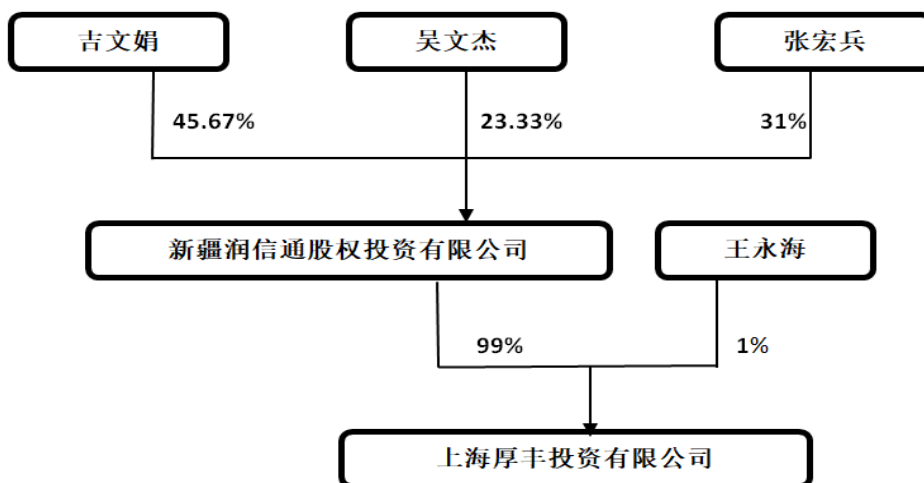 吉文娟
吴文杰
张宏兵
45.67%
23.33%
31%
新疆润信通股权投资有限公司
王永海
99%
1%
上海厚丰投资有限公司